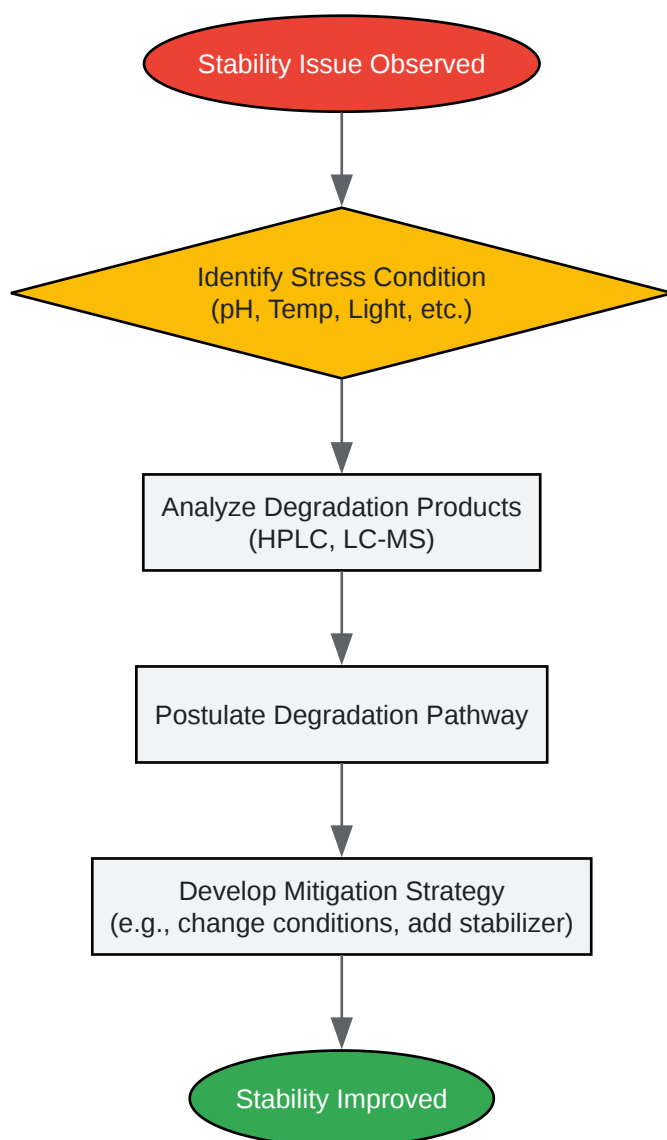 Stability Issue Observed
Identify Stress Condition
(pH, Temp, Light, etc.)
Analyze Degradation Products
(HPLC, LC-MS)
Postulate Degradation Pathway
Develop Mitigation Strategy
(e.g., change conditions, add stabilizer)
Stability Improved